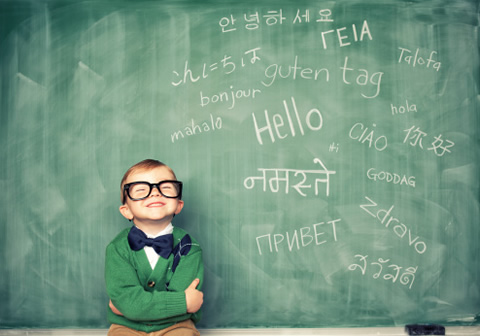 안녕하세요
ΓΕΙΑ
Talofa
こんにちは
guten tag
bonjour
hola
mahalo
Hello
CIAO
你好
#i
नमस्ते
GODDAG
Zdravo
ПРИВЕТ
สวัสดี